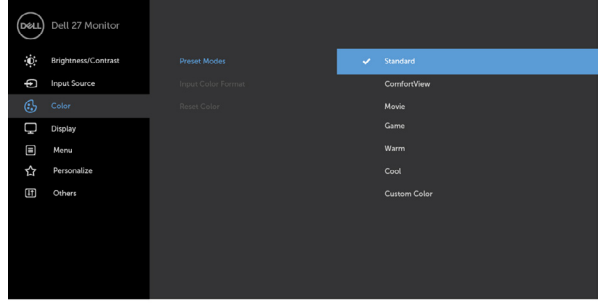 DELL Dell 27 Monitor
Brightness/Contrast Preset Modes Standard
Input Source Input Color Format ComfortView
Color Reset Color Movie
Display Game
Menu Warm
Personalize Cool
Others Custom Color